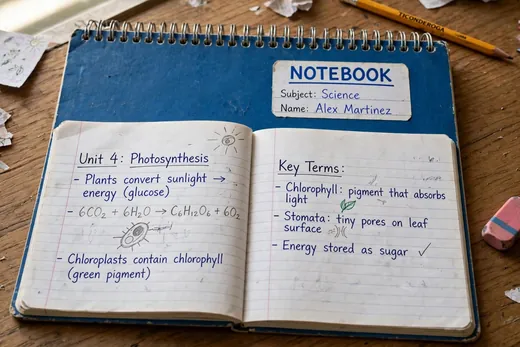 TICONDEROGA
NOTEBOOK
Subject: Science
Name: Alex Martinez
Unit 4: Photosynthesis
- Plants convert sunlight →
energy (glucose)
- 6CO₂ + 6H₂O → C₆H₁₂O₆ + 6O₂
- Chloroplasts contain chlorophyll
(green pigment)
Key Terms:
- Chlorophyll: pigment that absorbs
light
- Stomata: tiny pores on leaf
surface
- Energy stored as sugar ✓